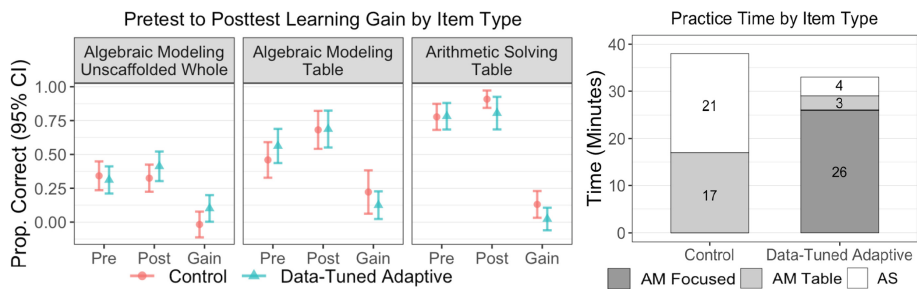 Pretest to Posttest Learning Gain by Item Type
Algebraic Modeling
Unscaffolded Whole
Algebraic Modeling
Table
Arithmetic Solving
Table
Prop. Correct (95% CI)
1.00
0.75
0.50
0.25
0.00
Pre Post Gain
Pre Post Gain
Pre Post Gain
Control Data-Tuned Adaptive
Practice Time by Item Type
Time (Minutes)
40
30
20
10
0
21
17
4
3
26
Control Data-Tuned Adaptive
AM Focused AM Table AS